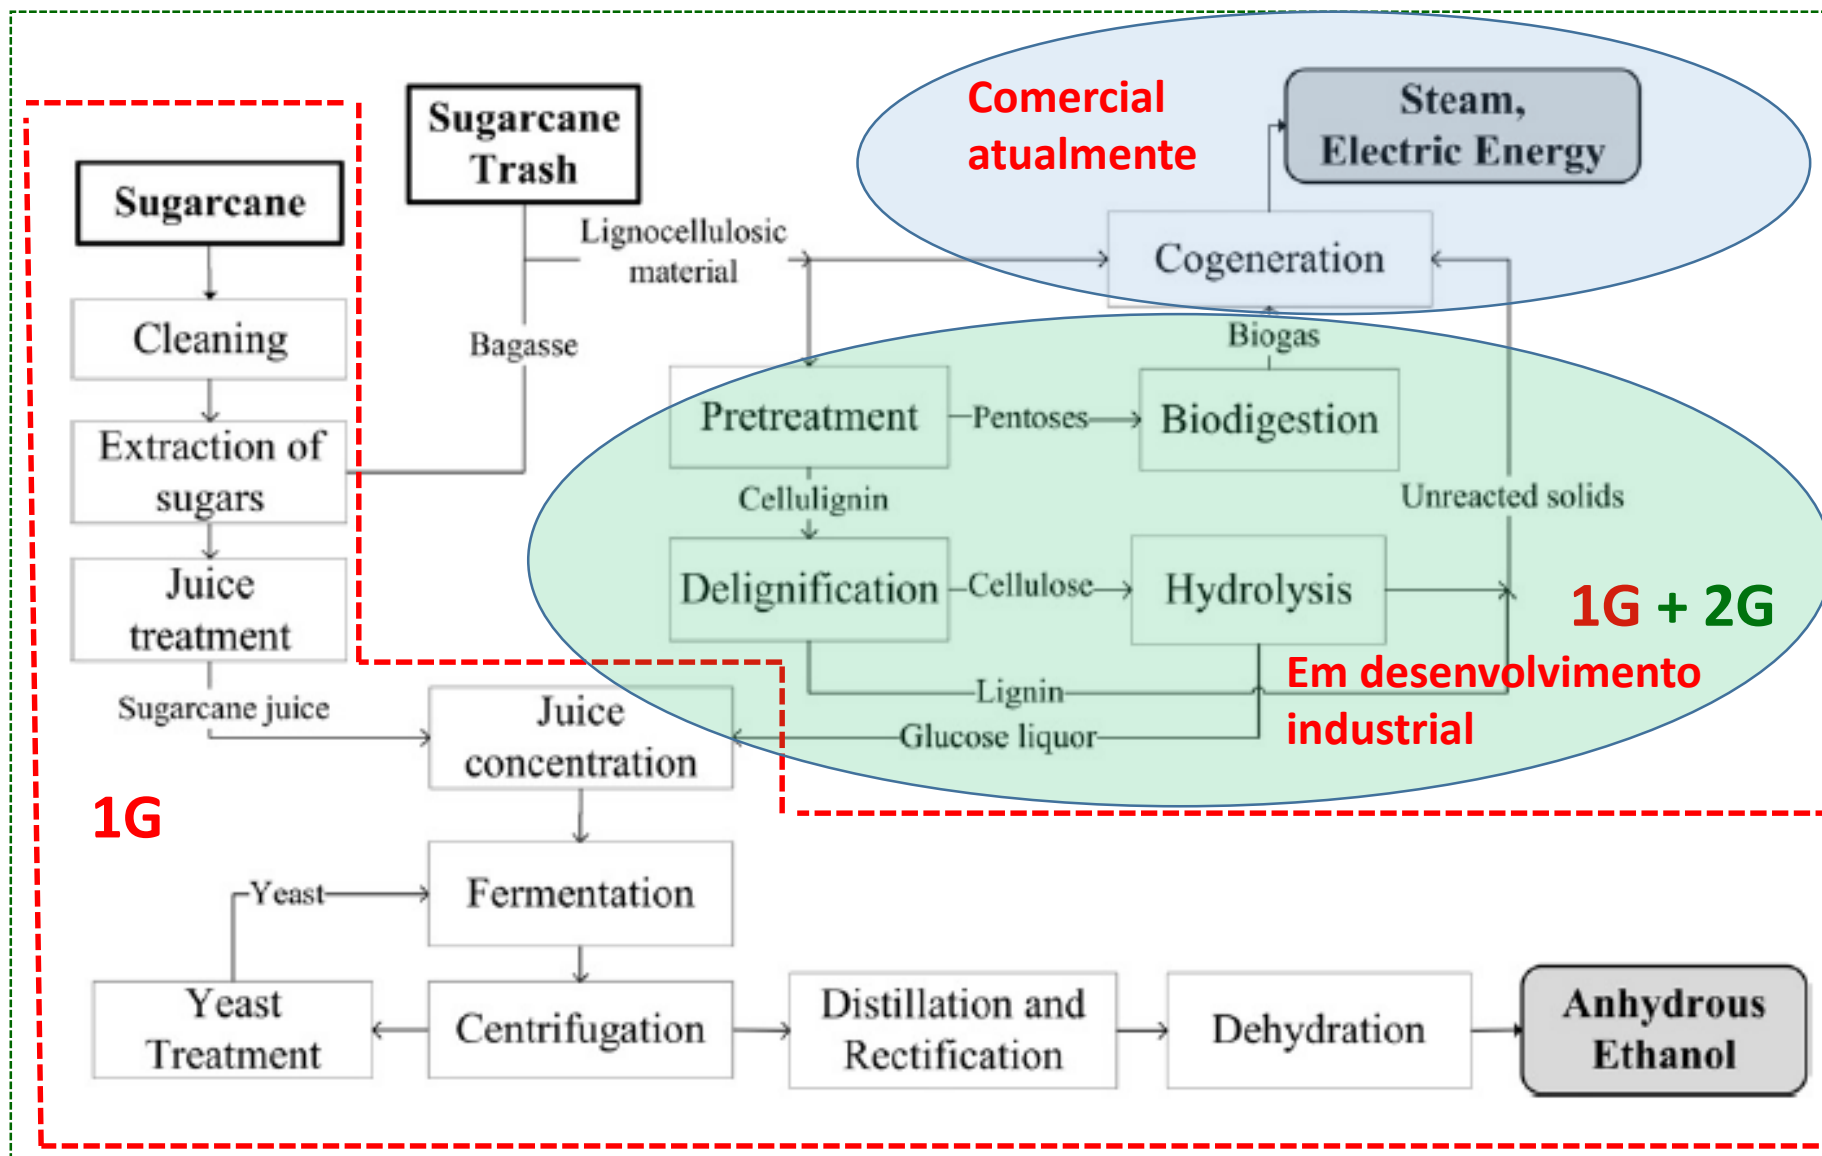 Comercial
atualmente
Steam,
Electric Energy
Sugarcane
Trash
Sugarcane
Lignocellulosic
material
Cogeneration
Cleaning
Bagasse
Biogas
Pretreatment
Pentoses
Biodigestion
Extraction of
sugars
Cellulignin
Unreacted solids
Juice
treatment
Delignification
Cellulose
Hydrolysis
1G + 2G
Em desenvolvimento
industrial
Lignin
Sugarcane juice
Juice
concentration
Glucose liquor
1G
Yeast
Fermentation
Yeast
Treatment
Centrifugation
Distillation and
Rectification
Dehydration
Anhydrous
Ethanol